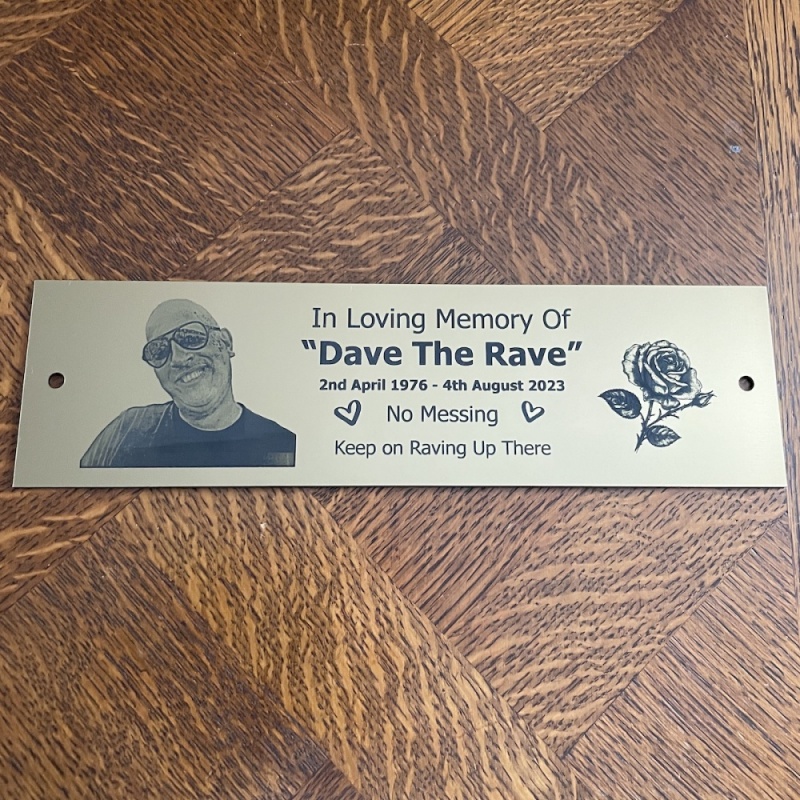 In Loving Memory Of
“Dave The Rave”
2nd April 1976 - 4th August 2023
No Messing
Keep on Raving Up There